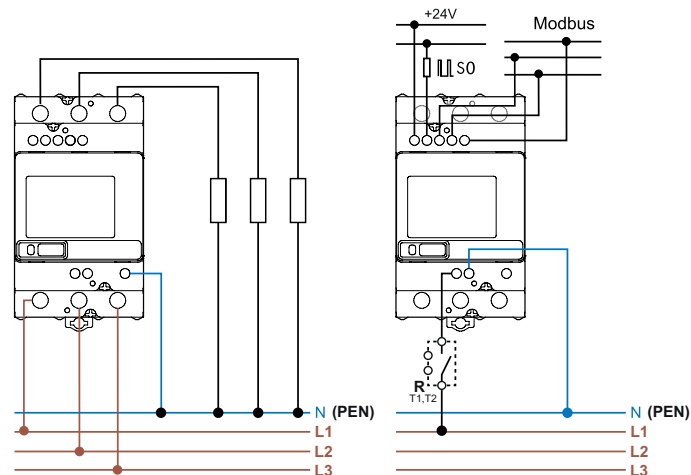 +24V
Modbus
S0
R
T1,T2
N (PEN)
L1
L2
L3
N (PEN)
L1
L2
L3